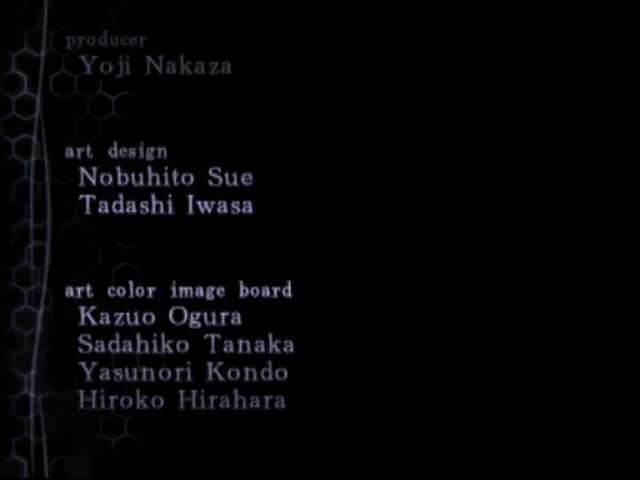 producer
Yoji Nakaza
art design
Nobuhito Sue
Tadashi Iwasa
art color image board
Kazuo Ogura
Sadahiko Tanaka
Yasunori Kondo
Hiroko Hirahara